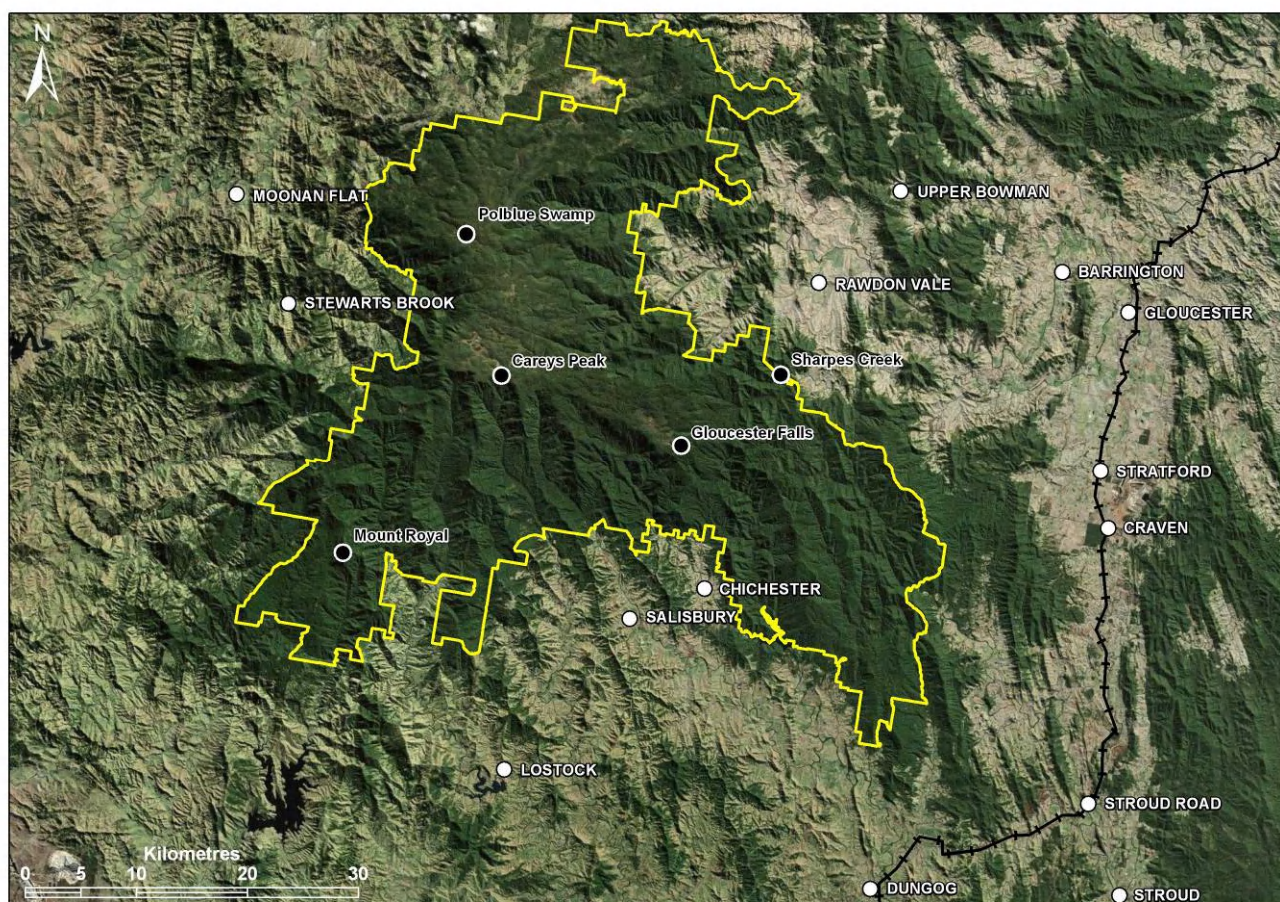 N
MOONAN FLAT
UPPER BOWMAN
Polblue Swamp
BARRINGTON
RAWDON VALE
STEWARTS BROOK
GLOUCESTER
Careys Peak
Sharpes Creek
Gloucester Falls
STRATFORD
CRAVEN
Mount Royal
CHICHESTER
SALISBURY
LOSTOCK
STROUD ROAD
Kilometres
0 5 10 20 30
DUNGOG
STROUD